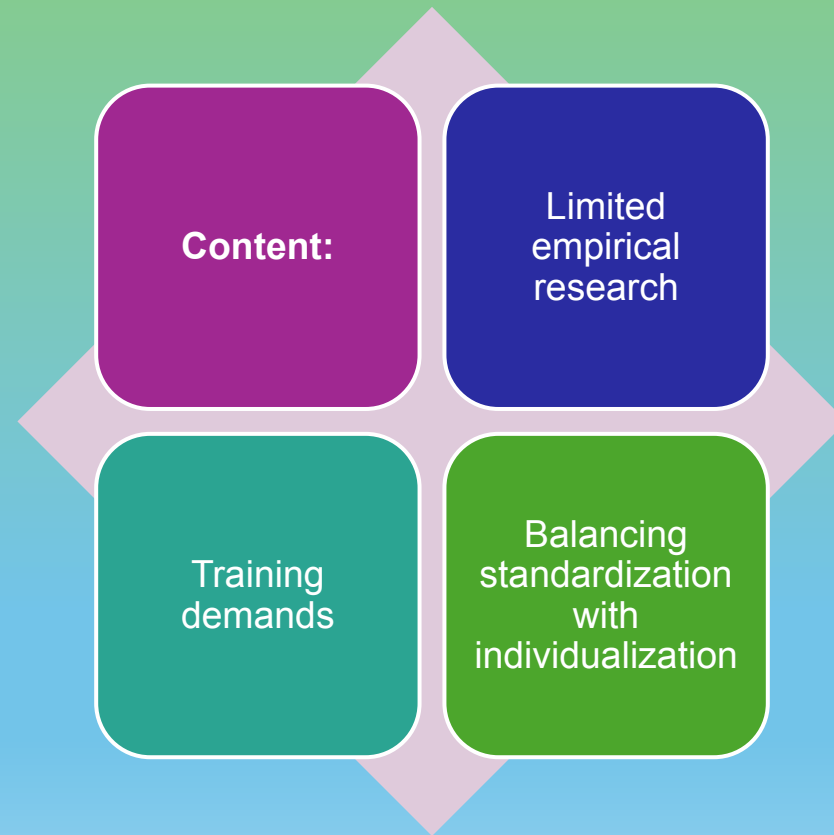 Content:
Limited
empirical
research
Training
demands
Balancing
standardization
with
individualization